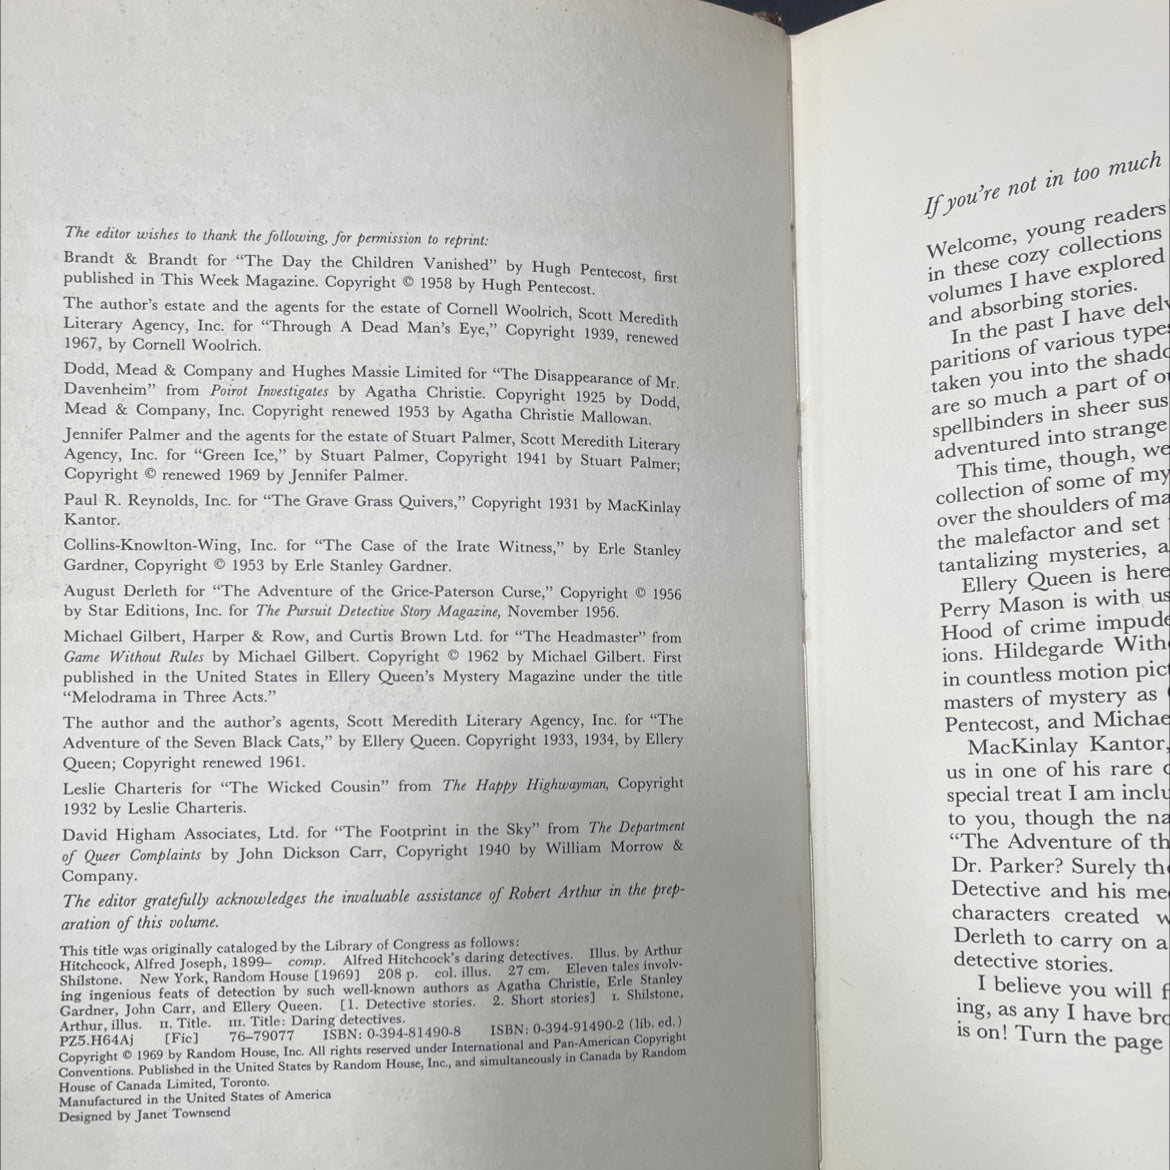 The editor wishes to thank the following, for permission to reprint:
Brandt & Brandt for “The Day the Children Vanished” by Hugh Pentecost, first
published in This Week Magazine. Copyright © 1958 by Hugh Pentecost.
The author’s estate and the agents for the estate of Cornell Woolrich, Scott Meredith
Literary Agency, Inc. for “Through A Dead Man’s Eye,” Copyright 1939, renewed
1967, by Cornell Woolrich.
Dodd, Mead & Company and Hughes Massie Limited for “The Disappearance of Mr.
Davenheim” from Poirot Investigates by Agatha Christie. Copyright 1925 by Dodd,
Mead & Company, Inc. Copyright renewed 1953 by Agatha Christie Mallowan.
Jennifer Palmer and the agents for the estate of Stuart Palmer, Scott Meredith Literary
Agency, Inc. for “Green Ice,” by Stuart Palmer, Copyright 1941 by Stuart Palmer;
Copyright © renewed 1969 by Jennifer Palmer.
Paul R. Reynolds, Inc. for “The Grave Grass Quivers,” Copyright 1931 by MacKinlay
Kantor.
Collins-Knowlton-Wing, Inc. for “The Case of the Irate Witness,” by Erle Stanley
Gardner, Copyright © 1953 by Erle Stanley Gardner.
August Derleth for “The Adventure of the Grice-Paterson Curse,” Copyright © 1956
by Star Editions, Inc. for The Pursuit Detective Story Magazine, November 1956.
Michael Gilbert, Harper & Row, and Curtis Brown Ltd. for “The Headmaster” from
Game Without Rules by Michael Gilbert. Copyright © 1962 by Michael Gilbert. First
published in the United States in Ellery Queen’s Mystery Magazine under the title
“Melodrama in Three Acts.”
The author and the author’s agents, Scott Meredith Literary Agency, Inc. for “The
Adventure of the Seven Black Cats,” by Ellery Queen. Copyright 1933, 1934, by Ellery
Queen; Copyright renewed 1961.
Leslie Charteris for “The Wicked Cousin” from The Happy Highwayman, Copyright
1932 by Leslie Charteris.
David Higham Associates, Ltd. for “The Footprint in the Sky” from The Department
of Queer Complaints by John Dickson Carr, Copyright 1940 by William Morrow &
Company.
The editor gratefully acknowledges the invaluable assistance of Robert Arthur in the prep-
aration of this volume.
This title was originally cataloged by the Library of Congress as follows:
Hitchcock, Alfred Joseph, 1899– comp. Alfred Hitchcock’s daring detectives. Illus. by Arthur
Shilstone. New York, Random House [1969] 208 p. col. illus. 27 cm. Eleven tales involv-
ing ingenious feats of detection by such well-known authors as Agatha Christie, Erle Stanley
Gardner, John Carr, and Ellery Queen. [1. Detective stories. 2. Short stories] I. Shilstone,
Arthur, illus. II. Title. III. Title: Daring detectives.
PZ5.H64Aj [Fic] 76–79077 ISBN: 0-394-81490-8 ISBN: 0-394-91490-2 (lib. ed.)
Copyright © 1969 by Random House, Inc. All rights reserved under International and Pan-American Copyright
Conventions. Published in the United States by Random House, Inc., and simultaneously in Canada by Random
House of Canada Limited, Toronto.
Manufactured in the United States of America
Designed by Janet Townsend
If you’re not in too much
Welcome, young readers
in these cozy collections
volumes I have explored
and absorbing stories.
In the past I have delv
paritions of various types
taken you into the shado
are so much a part of ou
spellbinders in sheer sus
adventured into strange
This time, though, we
collection of some of my
over the shoulders of ma
the malefactor and set
tantalizing mysteries, a
Ellery Queen is here
Perry Mason is with us
Hood of crime impude
ions. Hildegarde With
in countless motion pict
masters of mystery as
Pentecost, and Michae
MacKinlay Kantor,
us in one of his rare
special treat I am inclu
to you, though the na
“The Adventure of th
Dr. Parker? Surely the
Detective and his me
characters created w
Derleth to carry on a
detective stories.
I believe you will f
ing, as any I have bro
is on! Turn the page